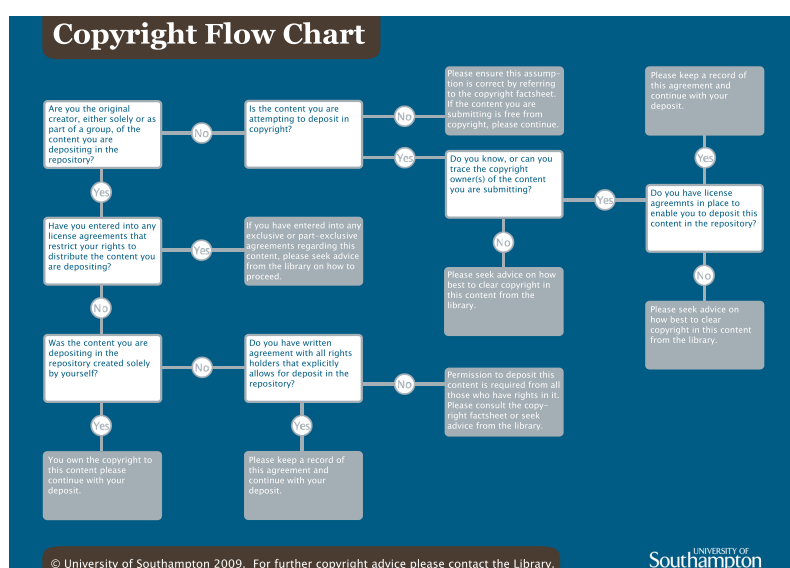 Copyright Flow Chart
Are you the original
creator, either solely or as
part of a group, of the
content you are
depositing in the
repository?
No
Is the content you are
attempting to deposit in
copyright?
No
Please ensure this assump-
tion is correct by referring
to the copyright factsheet.
If the content you are
submitting is free from
copyright, please continue.
Yes
Do you know, or can you
trace the copyright
owner(s) of the content
you are submitting?
Yes
Do you have license
agreemnts in place to
enable you to deposit this
content in the repository?
Yes
Please keep a record of
this agreement and
continue with your
deposit.
No
Please seek advice on
how best to clear
copyright in this content
from the library.
No
Please seek advice on how
best to clear copyright in
this content from the
library.
Yes
Have you entered into any
license agreements that
restrict your rights to
distribute the content you
are depositing?
Yes
If you have entered into any
exclusive or part-exclusive
agreements regarding this
content, please seek advice
from the library on how to
proceed.
No
Was the content you are
depositing in the
repository created solely
by yourself?
No
Do you have written
agreement with all rights
holders that explicitly
allows for deposit in the
repository?
No
Permission to deposit this
content is required from all
those who have rights in it.
Please consult the copy-
right factsheet or seek
advice from the library.
Yes
You own the copyright to
this content please
continue with your
deposit.
Yes
Please keep a record of
this agreement and
continue with your
deposit.
© University of Southampton 2009. For further copyright advice please contact the Library.
UNIVERSITY OF
Southampton